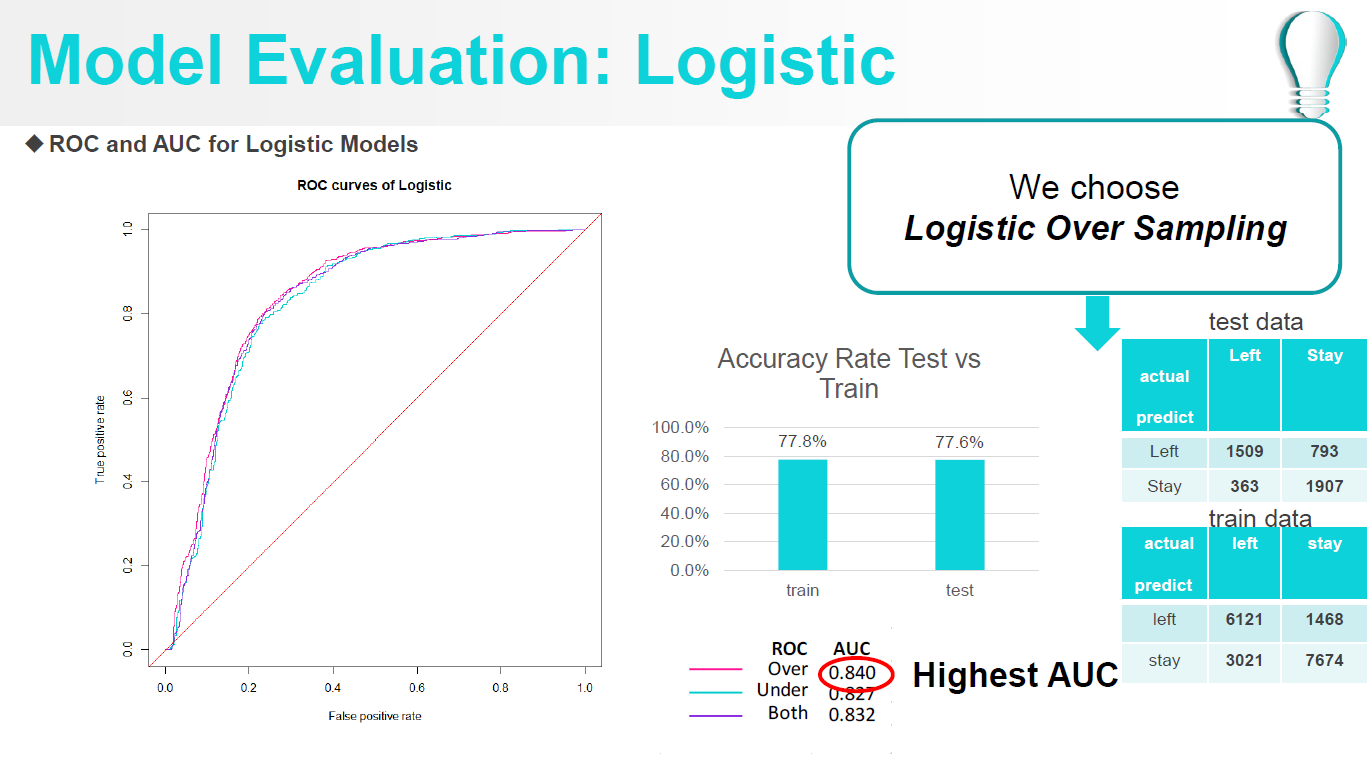 Model Evaluation: Logistic
◆ ROC and AUC for Logistic Models
ROC curves of Logistic
True positive rate
1.0
0.8
0.6
0.4
0.2
0.0
0.0 0.2 0.4 0.6 0.8 1.0
False positive rate
We choose
Logistic Over Sampling
Accuracy Rate Test vs
Train
100.0%
80.0%
60.0%
40.0%
20.0%
0.0%
77.8% 77.6%
train test
ROC AUC
Over 0.840
Under 0.827
Both 0.832
Highest AUC
test data
actual
predict
Left Stay
Left 1509 793
Stay 363 1907
train data
actual
predict
left stay
left 6121 1468
stay 3021 7674